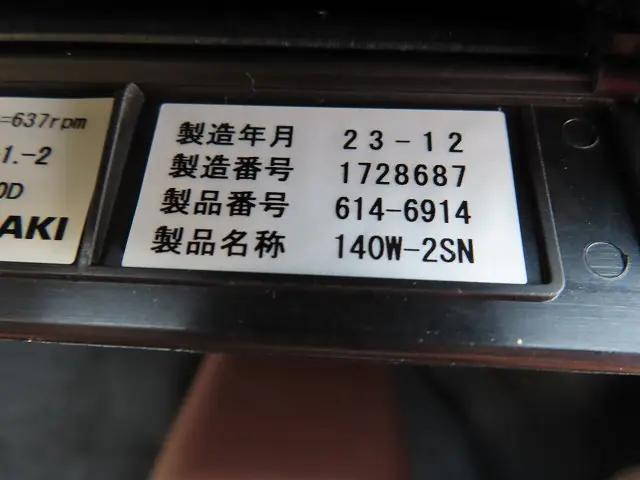 =637rpm
1.-2
0D
AKI
製造年月 23-12
製造番号 1728687
製品番号 614-6914
製品名称 140W-2SN